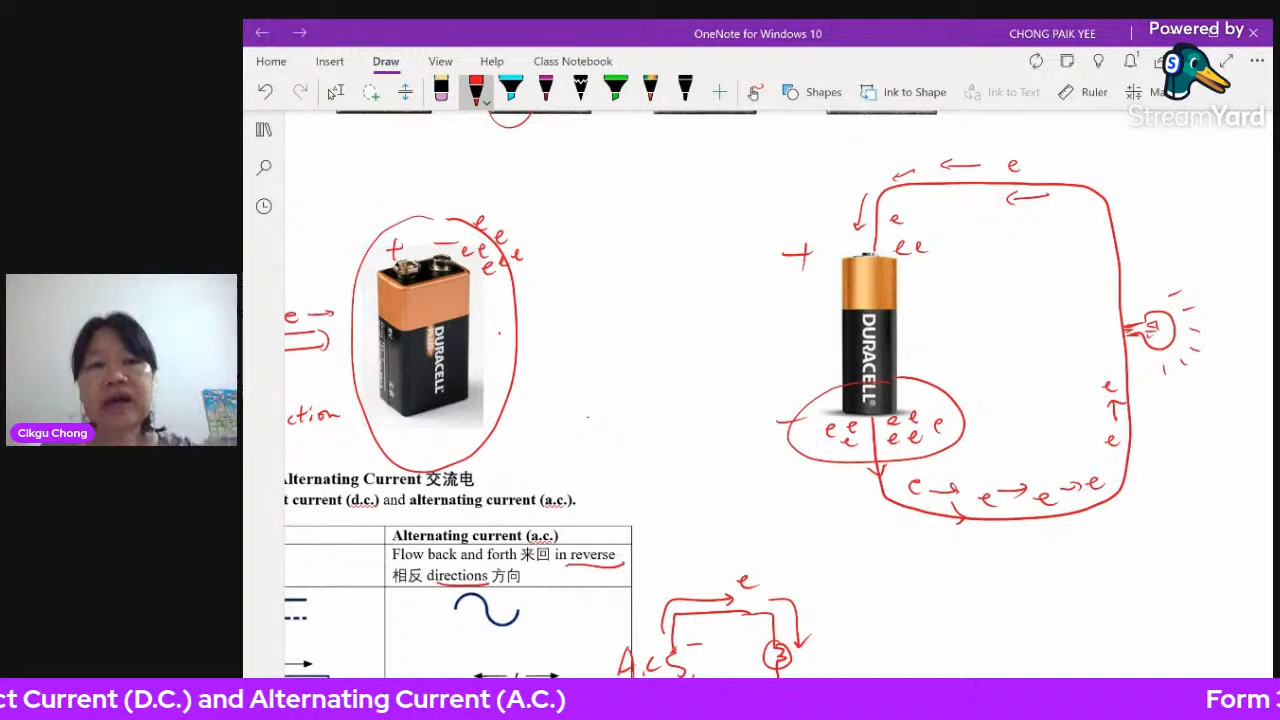 OneNote for Windows 10
CHONG PAIK YEE
Powered by
StreamYard
Home
Insert
Draw
View
Help
Class Notebook
Shapes
Ink to Shape
Ink to Text
Ruler
Ma
e
e
e e
+
+
−
e
e
e e
e e e
e →
DURACELL
DURACELL
ction
−
e e e e e
e e e
e
e
e → e → e → e
Alternating Current 交流电
ct current (d.c.) and alternating current (a.c.).
Alternating current (a.c.)
Flow back and forth 来回 in reverse
相反 directions 方向
e
A.C.S.
−
Cikgu Chong
ct Current (D.C.) and Alternating Current (A.C.)
Form 3